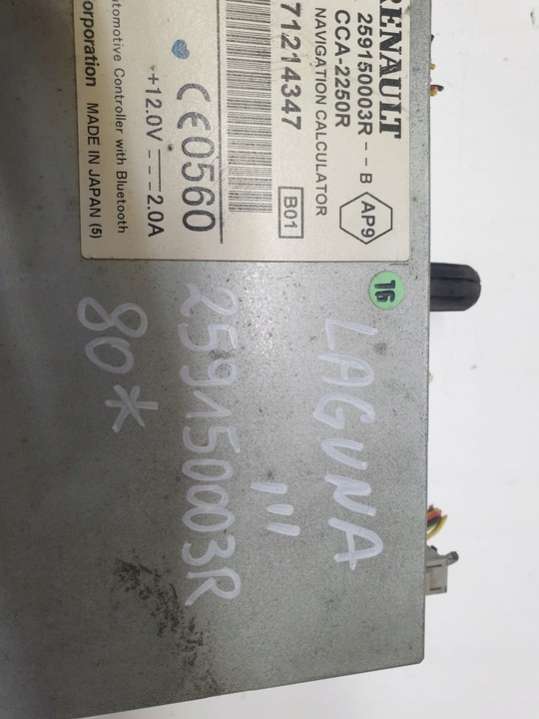 RENAULT
259150003R--B
CCA-2250R
NAVIGATION CALCULATOR
AP9
71214347
B01
CE0560
+12.0V 2.0A
utomotive Controller with Bluetooth
orporation MADE IN JAPAN (5)
16
LAGUNA
III
259150003R
80*